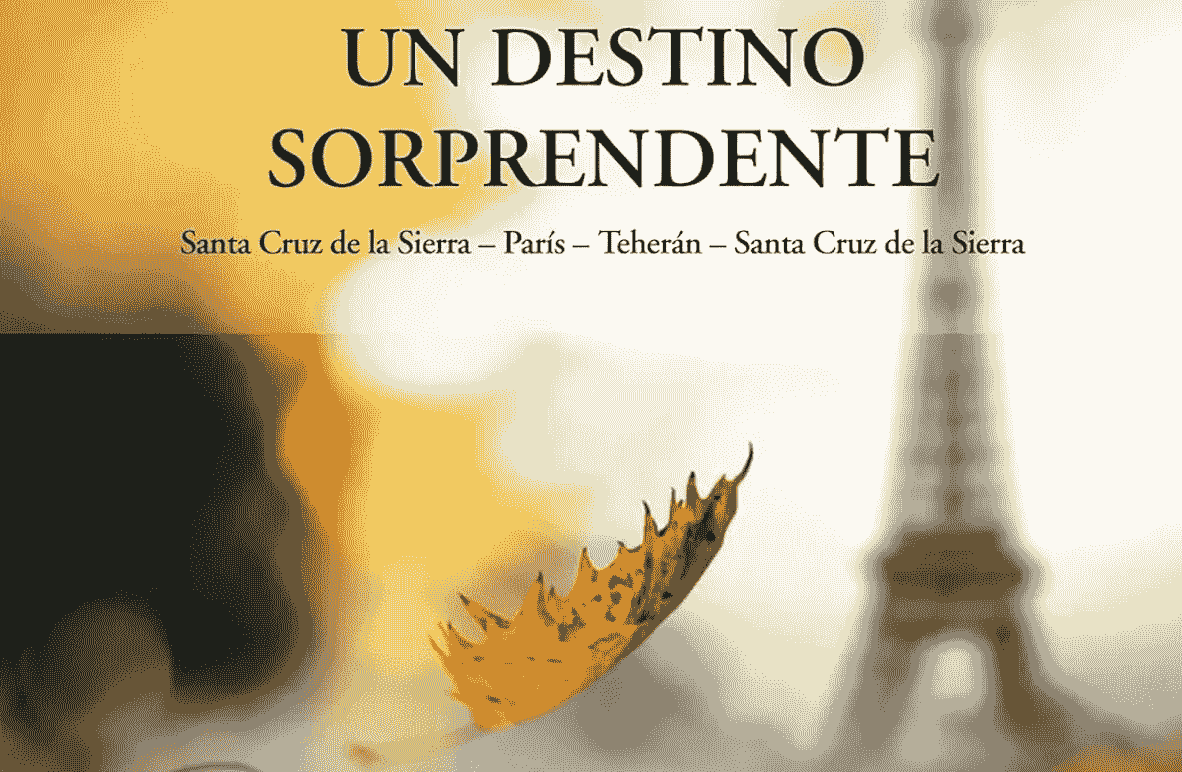 UN DESTINO
SORPRENDENTE
Santa Cruz de la Sierra – París – Teherán – Santa Cruz de la Sierra